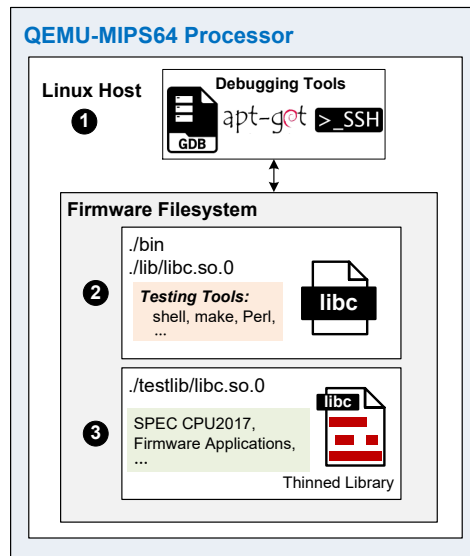 QEMU-MIPS64 Processor
Linux Host
1
Debugging Tools
GDB
apt-get
>_SSH
Firmware Filesystem
2
./bin
./lib/libc.so.0
Testing Tools:
shell, make, Perl,
...
libc
3
./testlib/libc.so.0
SPEC CPU2017,
Firmware Applications,
...
libc
Thinned Library